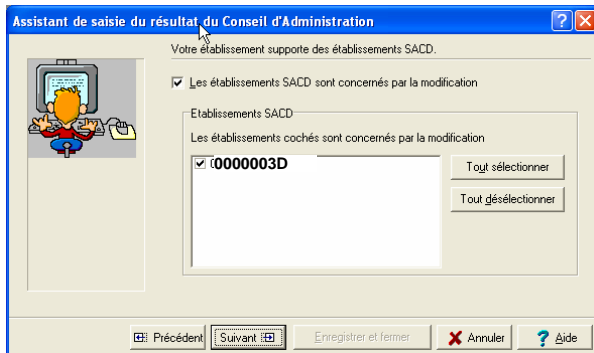 Assistant de saisie du résultat du Conseil d'Administration
Votre établissement supporte des établissements SACD.
Les établissements SACD sont concernés par la modification
Etablissements SACD
Les établissements cochés sont concernés par la modification
0000003D
Tout sélectionner
Tout désélectionner
Précédent
Suivant
Enregistrer et fermer
Annuler
? Aide